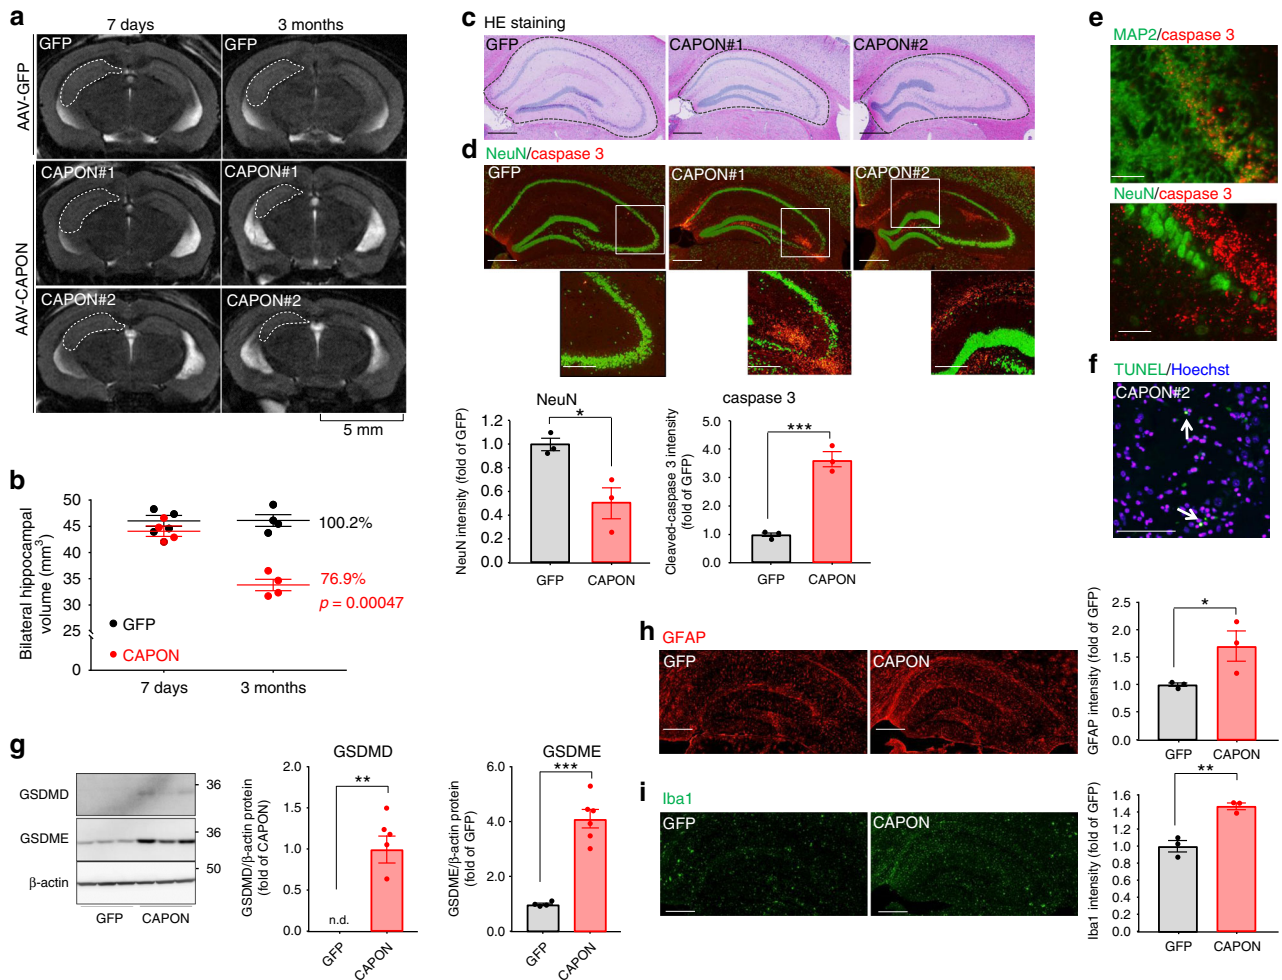 a
7 days
3 months
AAV-GFP
GFP
GFP
AAV-CAPON
CAPON#1
CAPON#1
CAPON#2
CAPON#2
5 mm
b
Bilateral hippocampal
volume (mm³)
50
45
35
30
25
0
100.2%
76.9%
p = 0.00047
GFP
CAPON
7 days
3 months
c
HE staining
GFP
CAPON#1
CAPON#2
d
NeuN/caspase 3
GFP
CAPON#1
CAPON#2
NeuN
*
NeuN intensity (fold of GFP)
1.2
1.0
0.8
0.6
0.4
0.2
0.0
GFP
CAPON
caspase 3
***
Cleaved-caspase 3 intensity
(fold of GFP)
5.0
4.0
3.0
2.0
1.0
0.0
GFP
CAPON
e
MAP2/caspase 3
NeuN/caspase 3
f
TUNEL/Hoechst
CAPON#2
g
GSDMD
36
GSDME
36
50
β-actin
GFP
CAPON
GSDMD
**
GSDMD/β-actin protein
(fold of CAPON)
2.0
1.5
1.0
0.5
0.0
n.d.
GFP
CAPON
GSDME
***
GSDME/β-actin protein
(fold of GFP)
6.0
4.0
2.0
0.0
GFP
CAPON
h
GFAP
GFP
CAPON
*
GFAP intensity (fold of GFP)
2.5
2.0
1.5
1.0
0.5
0.0
GFP
CAPON
i
Iba1
GFP
CAPON
**
Iba1 intensity (fold of GFP)
1.6
1.4
1.2
1.0
0.8
0.6
0.4
0.2
0.0
GFP
CAPON